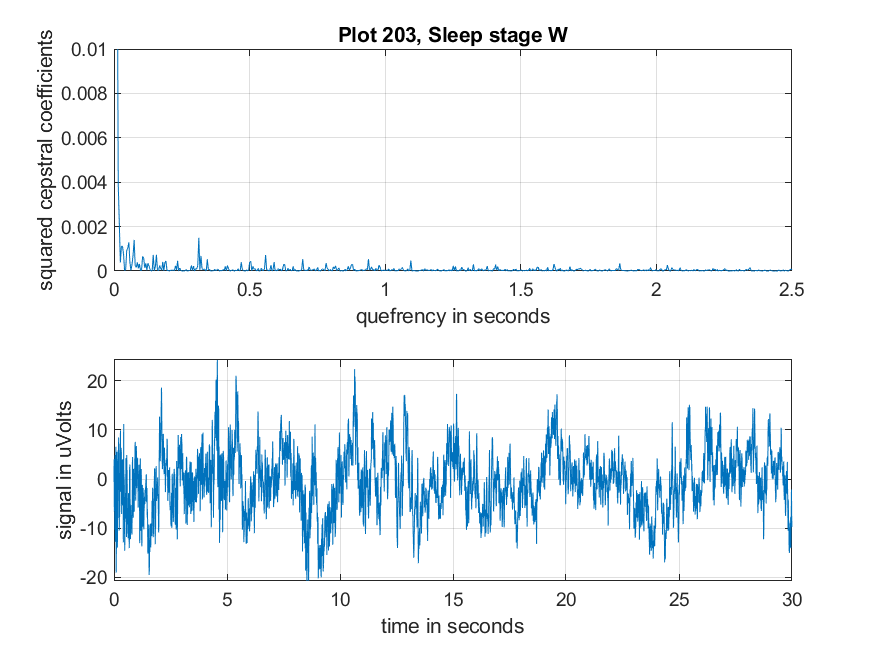 Plot 203, Sleep stage W
squared cepstral coefficients
0.01
0.008
0.006
0.004
0.002
0
0 0.5 1 1.5 2 2.5
quefrency in seconds
signal in uVolts
20
10
0
-10
-20
0 5 10 15 20 25 30
time in seconds